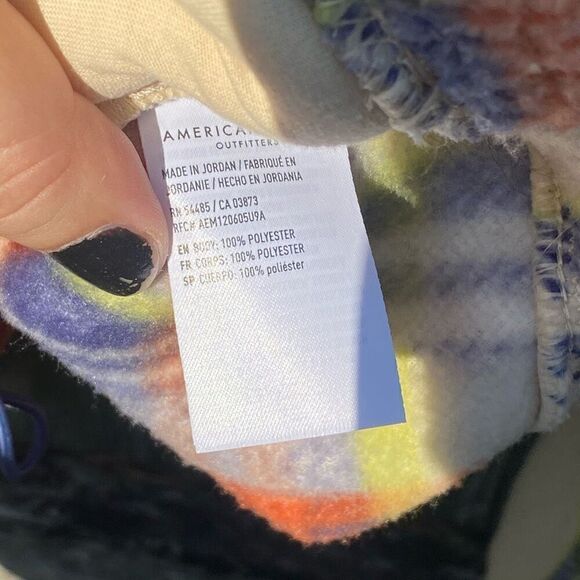 AMERICA
OUTFITTERS
MADE IN JORDAN / FABRIQUÉ EN
JORDANIE / HECHO EN JORDANIA
RN 54485 / CA 03873
RFC# AEM120605U9A
EN BODY: 100% POLYESTER
FR CORPS: 100% POLYESTER
SP CUERPO: 100% poliéster